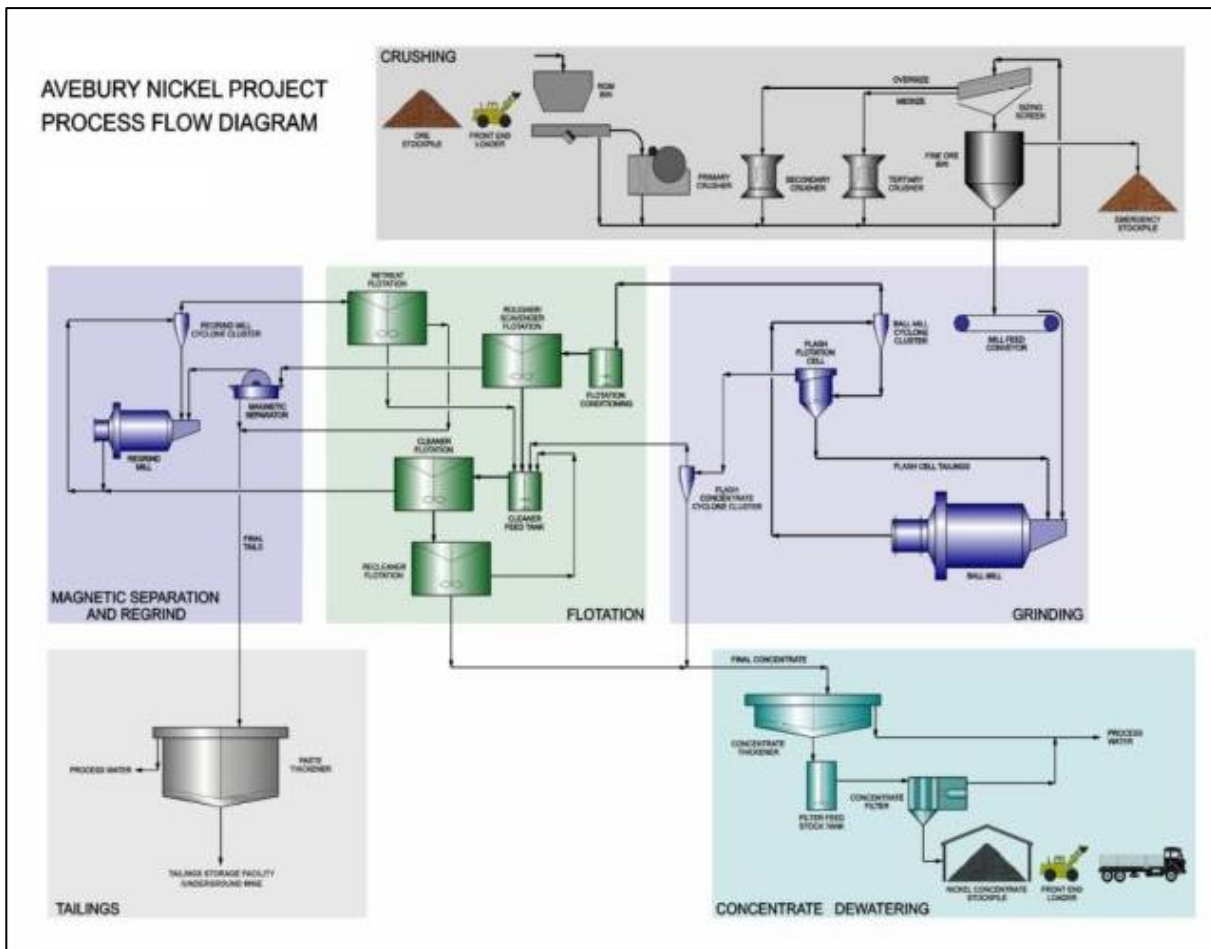 AVEBURY NICKEL PROJECT
PROCESS FLOW DIAGRAM
CRUSHING
ORE
STOCKPILE
FRONT END
LOADER
ROM
BIN
PRIMARY
CRUSHER
SECONDARY
CRUSHER
TERTIARY
CRUSHER
OVERSIZE
MIDSIZE
SIZING
SCREEN
FINE ORE
BIN
EMERGENCY
STOCKPILE
REGRIND MILL
CYCLONE CLUSTER
MAGNETIC
SEPARATOR
REGRIND
MILL
FINAL
TAILS
MAGNETIC SEPARATION
AND REGRIND
RETREAT
FLOTATION
ROUGHER/
SCAVENGER
FLOTATION
FLOTATION
CONDITIONING
CLEANER
FLOTATION
CLEANER
FEED TANK
RECLEANER
FLOTATION
FLOTATION
BALL MILL
CYCLONE
CLUSTER
MILL FEED
CONVEYOR
FLASH
FLOTATION
CELL
FLASH CELL TAILINGS
FLASH
CONCENTRATE
CYCLONE CLUSTER
BALL MILL
GRINDING
PROCESS WATER
PASTE
THICKENER
TAILINGS STORAGE FACILITY
/UNDERGROUND MINE
TAILINGS
FINAL CONCENTRATE
CONCENTRATE
THICKENER
PROCESS
WATER
FILTER FEED
STOCK TANK
CONCENTRATE
FILTER
NICKEL CONCENTRATE
STOCKPILE
FRONT END
LOADER
CONCENTRATE DEWATERING